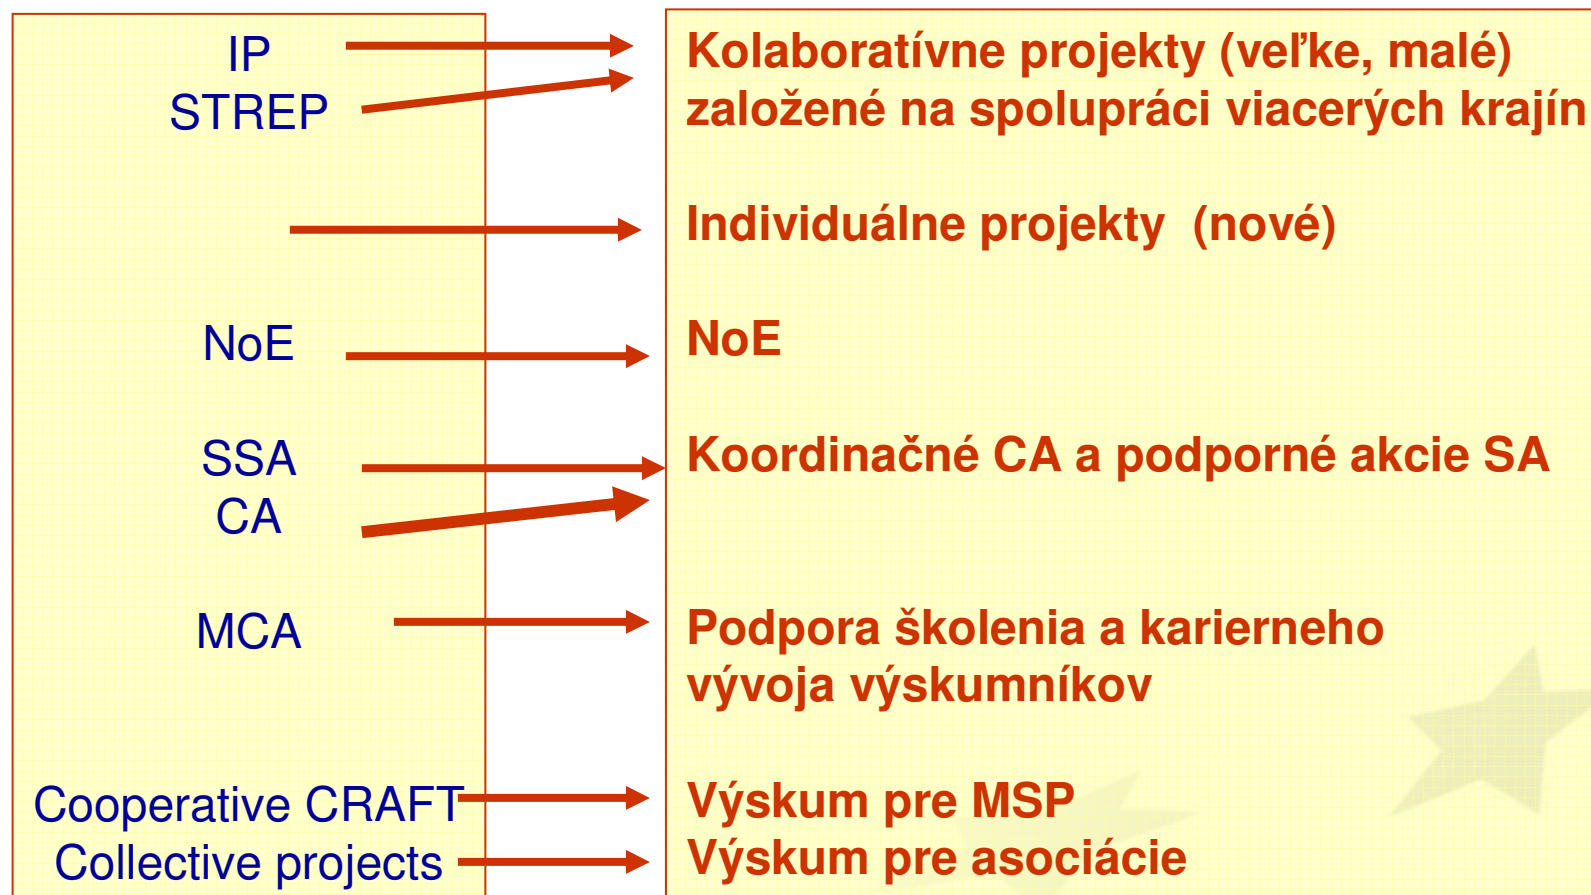 IP
STREP
NoE
SSA
CA
MCA
Cooperative CRAFT
Collective projects
Kolaboratívne projekty (veľke, malé)
založené na spolupráci viacerých krajín
Individuálne projekty (nové)
NoE
Koordinačné CA a podporné akcie SA
Podpora školenia a karierneho
vývoja výskumníkov
Výskum pre MSP
Výskum pre asociácie